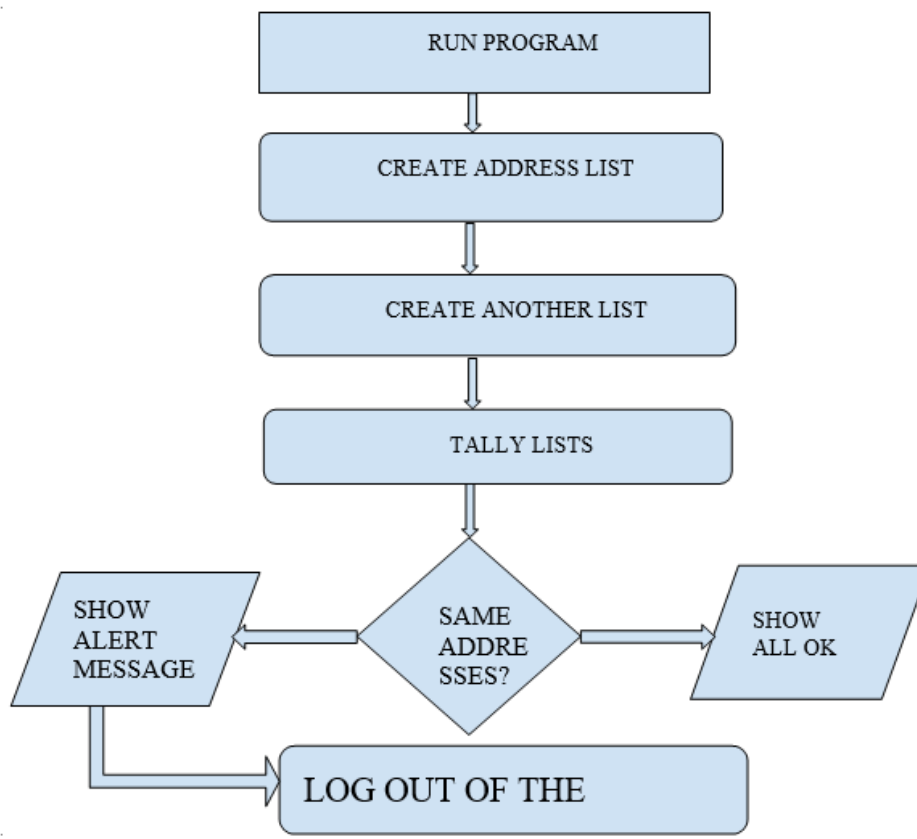 RUN PROGRAM
CREATE ADDRESS LIST
CREATE ANOTHER LIST
TALLY LISTS
SHOW
ALERT
MESSAGE
SAME
ADDRE
SSES?
SHOW
ALL OK
LOG OUT OF THE